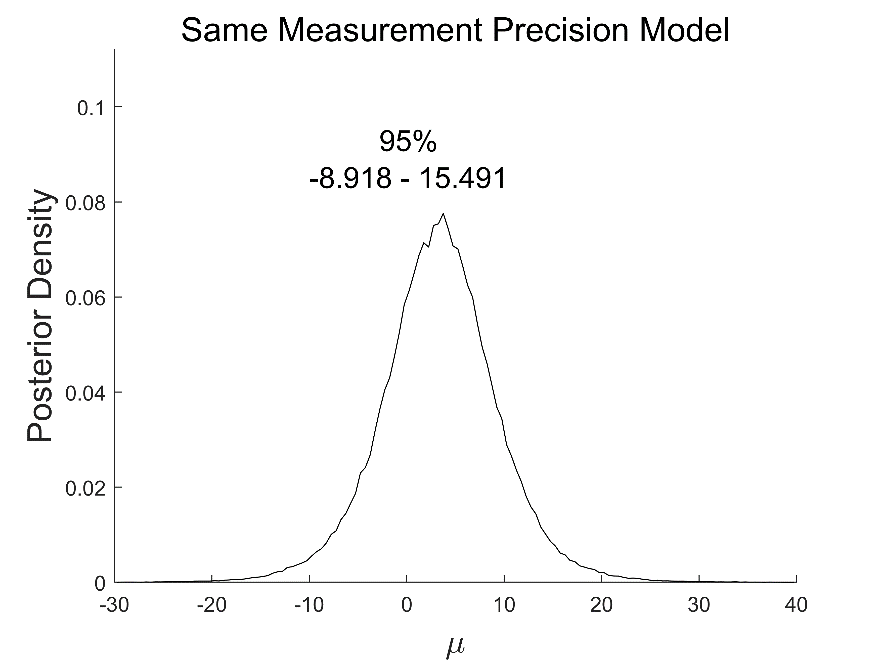 Same Measurement Precision Model
95%
-8.918 - 15.491
Posterior Density
0.1
0.08
0.06
0.04
0.02
0
-30 -20 -10 0 10 20 30 40
μ